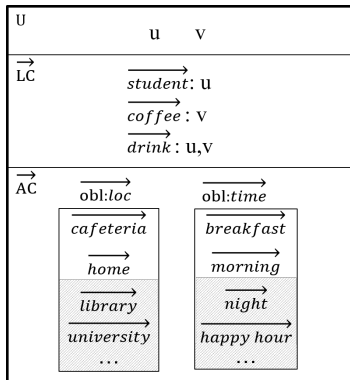 U
u v
LC
student: u
coffee: v
drink: u,v
AC
obl:loc obl:time
cafeteria breakfast
home morning
library night
university happy hour
... ...